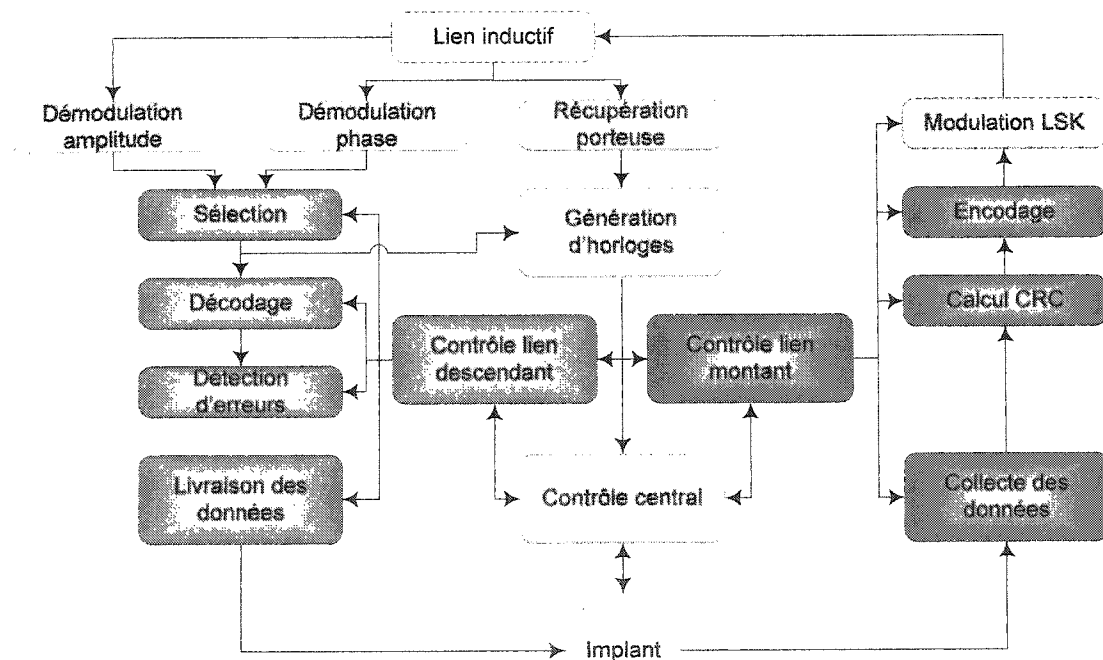 Lien inductif
Démodulation
amplitude
Démodulation
phase
Récupération
porteuse
Modulation LSK
Sélection
Génération
d'horloges
Encodage
Décodage
Calcul CRC
Contrôle lien
descendant
Contrôle lien
montant
Détection
d'erreurs
Livraison des
données
Contrôle central
Collecte des
données
Implant